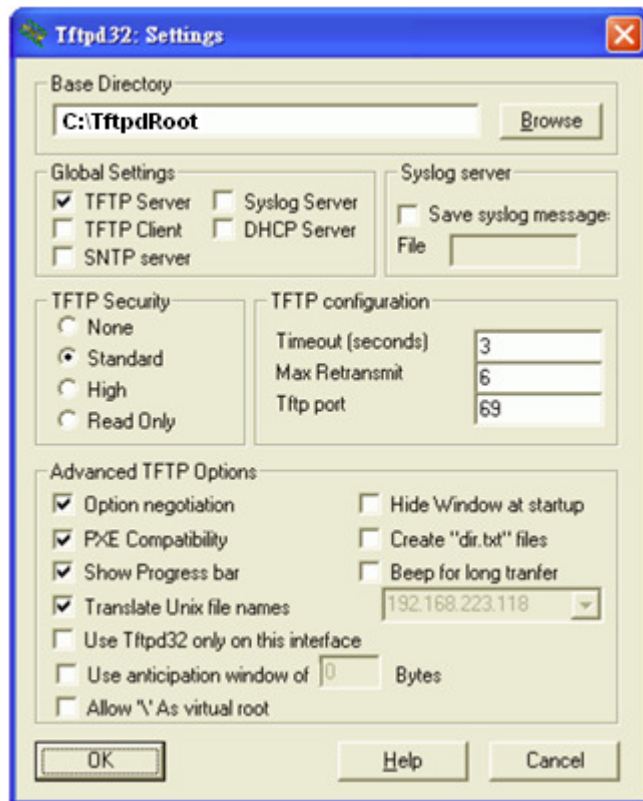 Tftpd32: Settings
Base Directory
C:\TftpdRoot
Browse
Global Settings
TFTP Server
Syslog Server
TFTP Client
DHCP Server
SNTP server
Syslog server
Save syslog message:
File
TFTP Security
None
Standard
High
Read Only
TFTP configuration
Timeout (seconds)
3
Max Retransmit
6
Tftp port
69
Advanced TFTP Options
Option negotiation
Hide Window at startup
PXE Compatibility
Create "dir.txt" files
Show Progress bar
Beep for long tranfer
Translate Unix file names
192.168.223.118
Use Tftpd32 only on this interface
Use anticipation window of 0 Bytes
Allow '\' As virtual root
OK
Help
Cancel